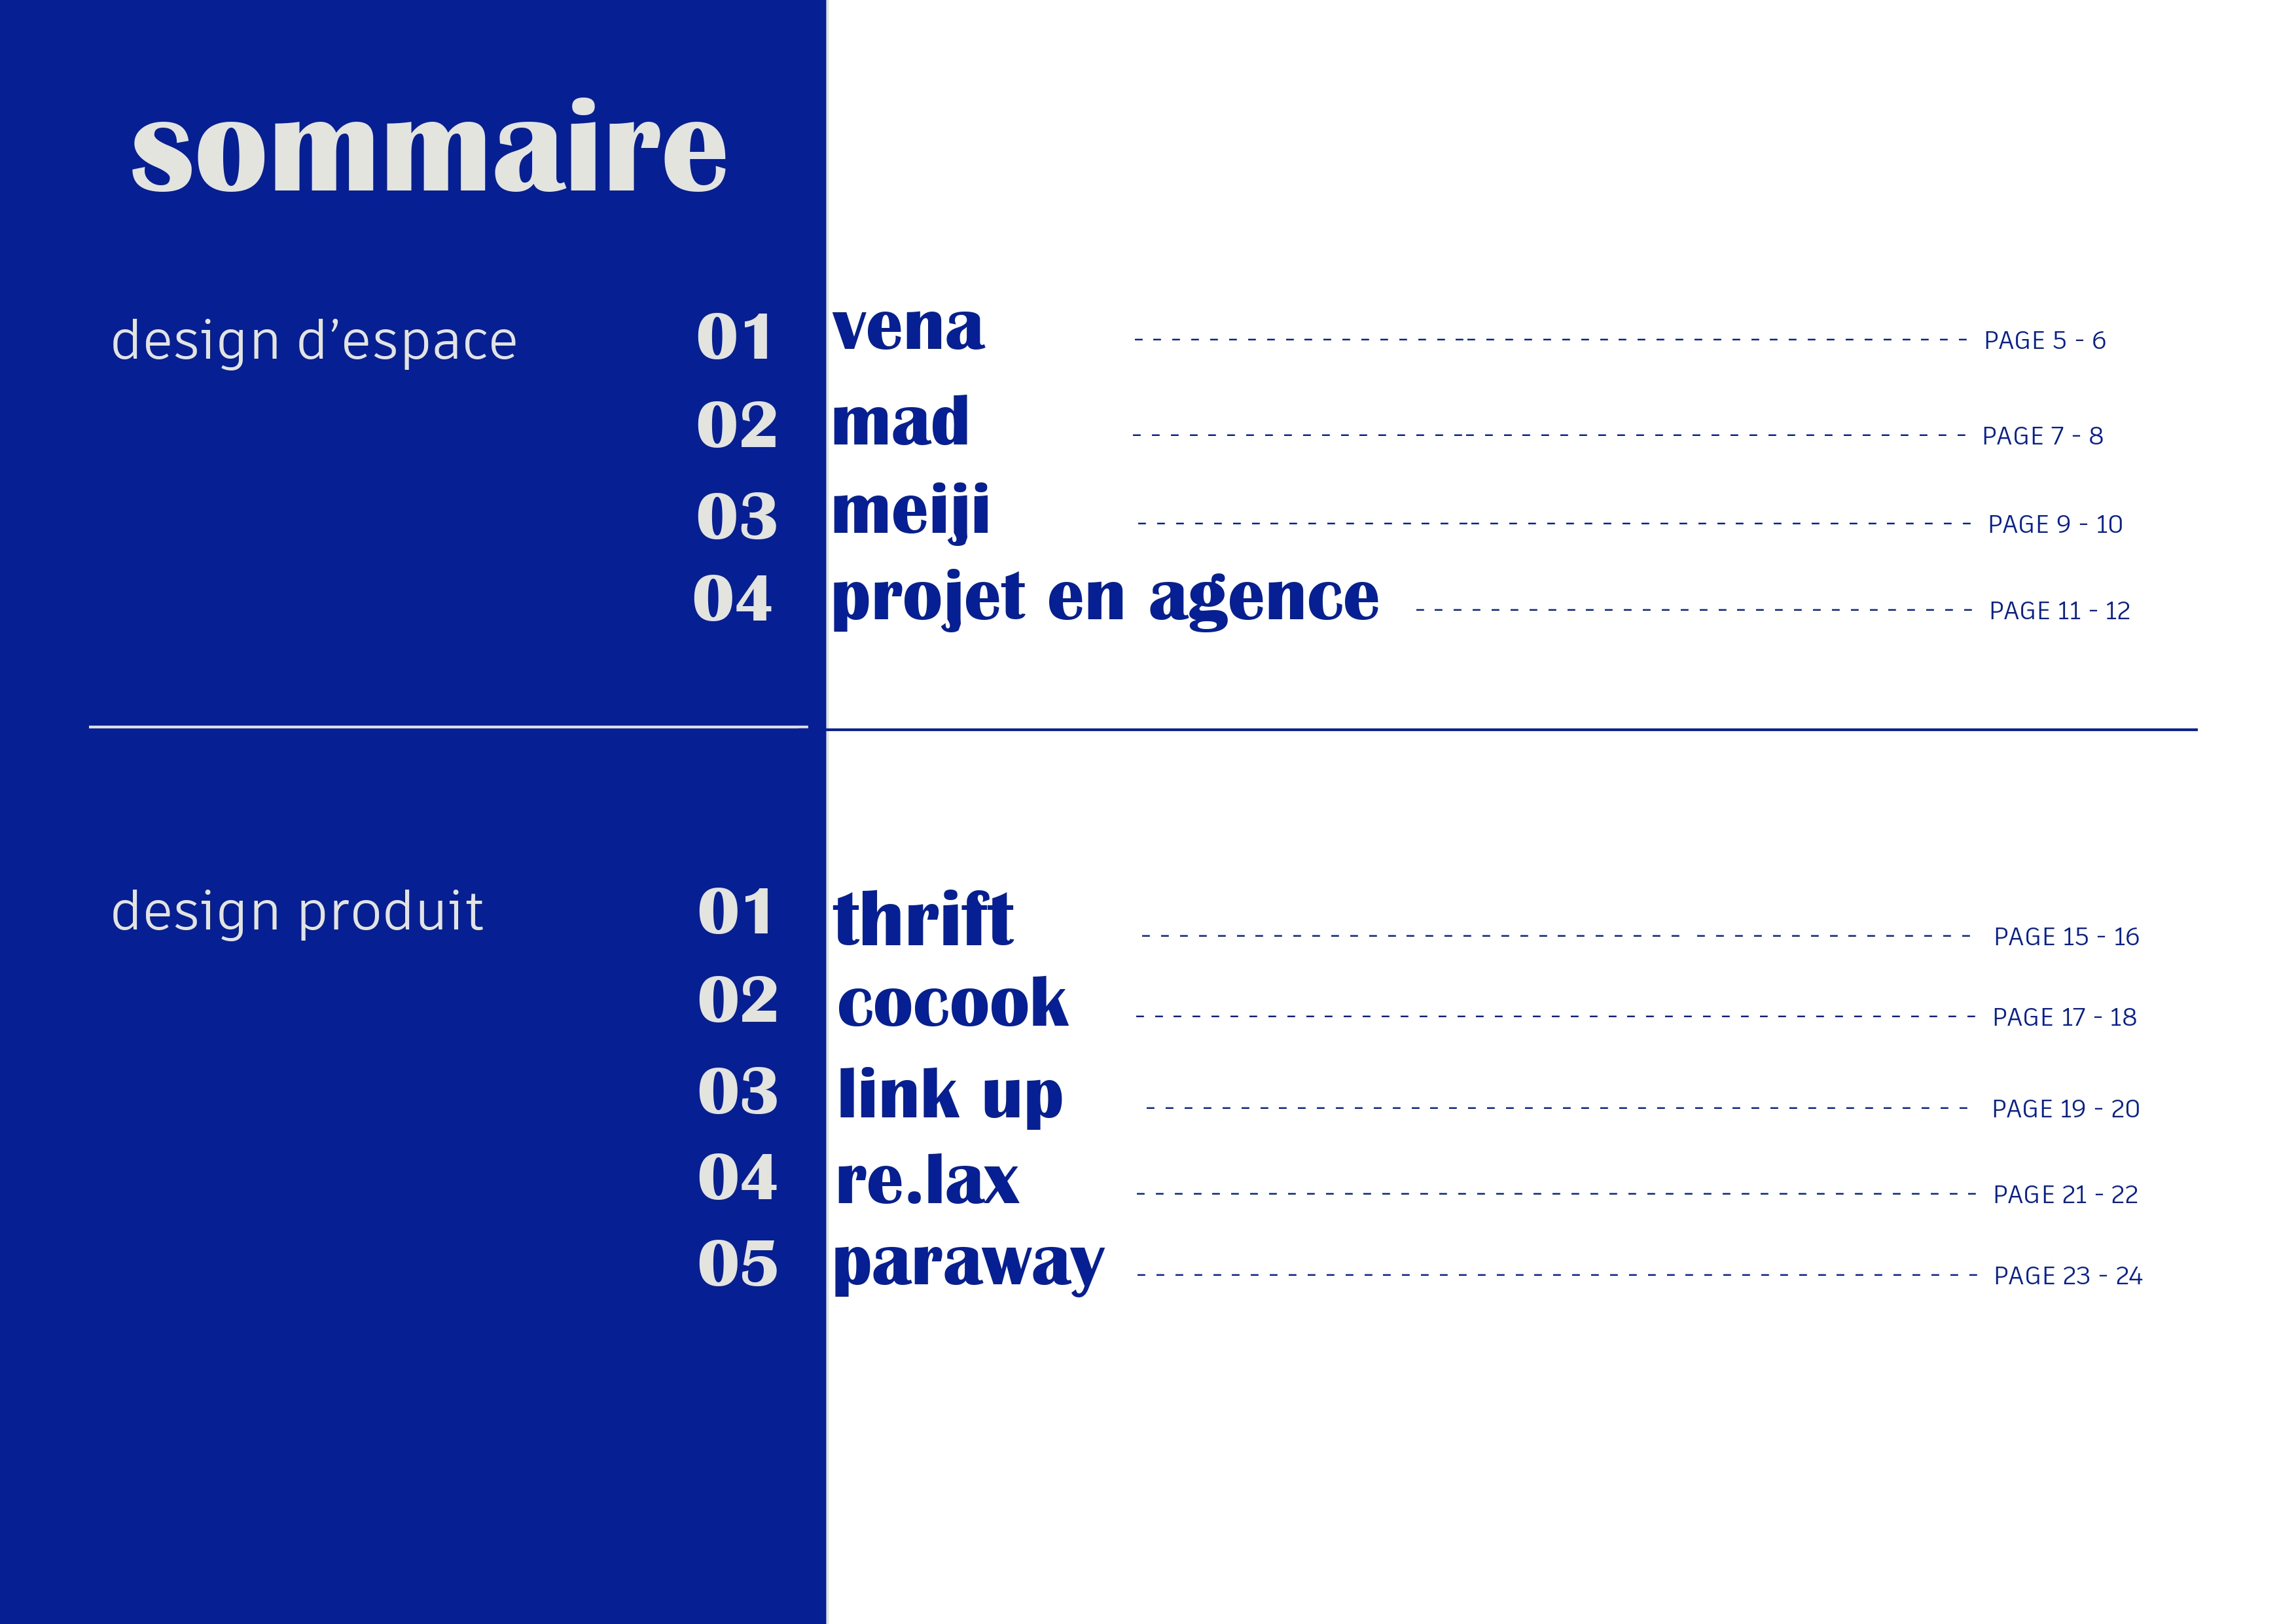 sommaire
design d’espace 01 vena PAGE 5 - 6
02 mad PAGE 7 - 8
03 meiji PAGE 9 - 10
04 projet en agence PAGE 11 - 12
design produit 01 thrift PAGE 15 - 16
02 cocook PAGE 17 - 18
03 link up PAGE 19 - 20
04 re.lax PAGE 21 - 22
05 paraway PAGE 23 - 24